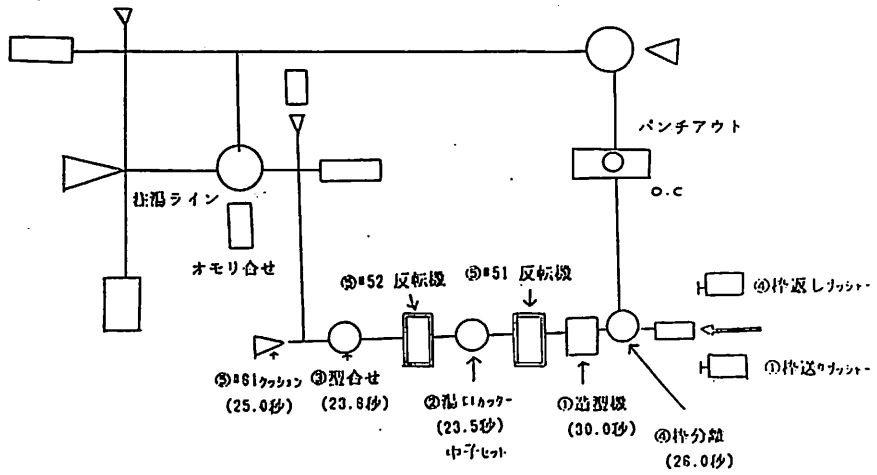 パンチアウト
O.C
注湯ライン
オモリ合せ
⑤#52 反転機
⑤#51 反転機
④枠返しプッシャー
①枠送りプッシャー
⑤#61クッション
(25.0秒)
③型合せ
(23.8秒)
②湯口カッター
(23.5秒)
中子セット
①造型機
(30.0秒)
④枠分離
(26.0秒)